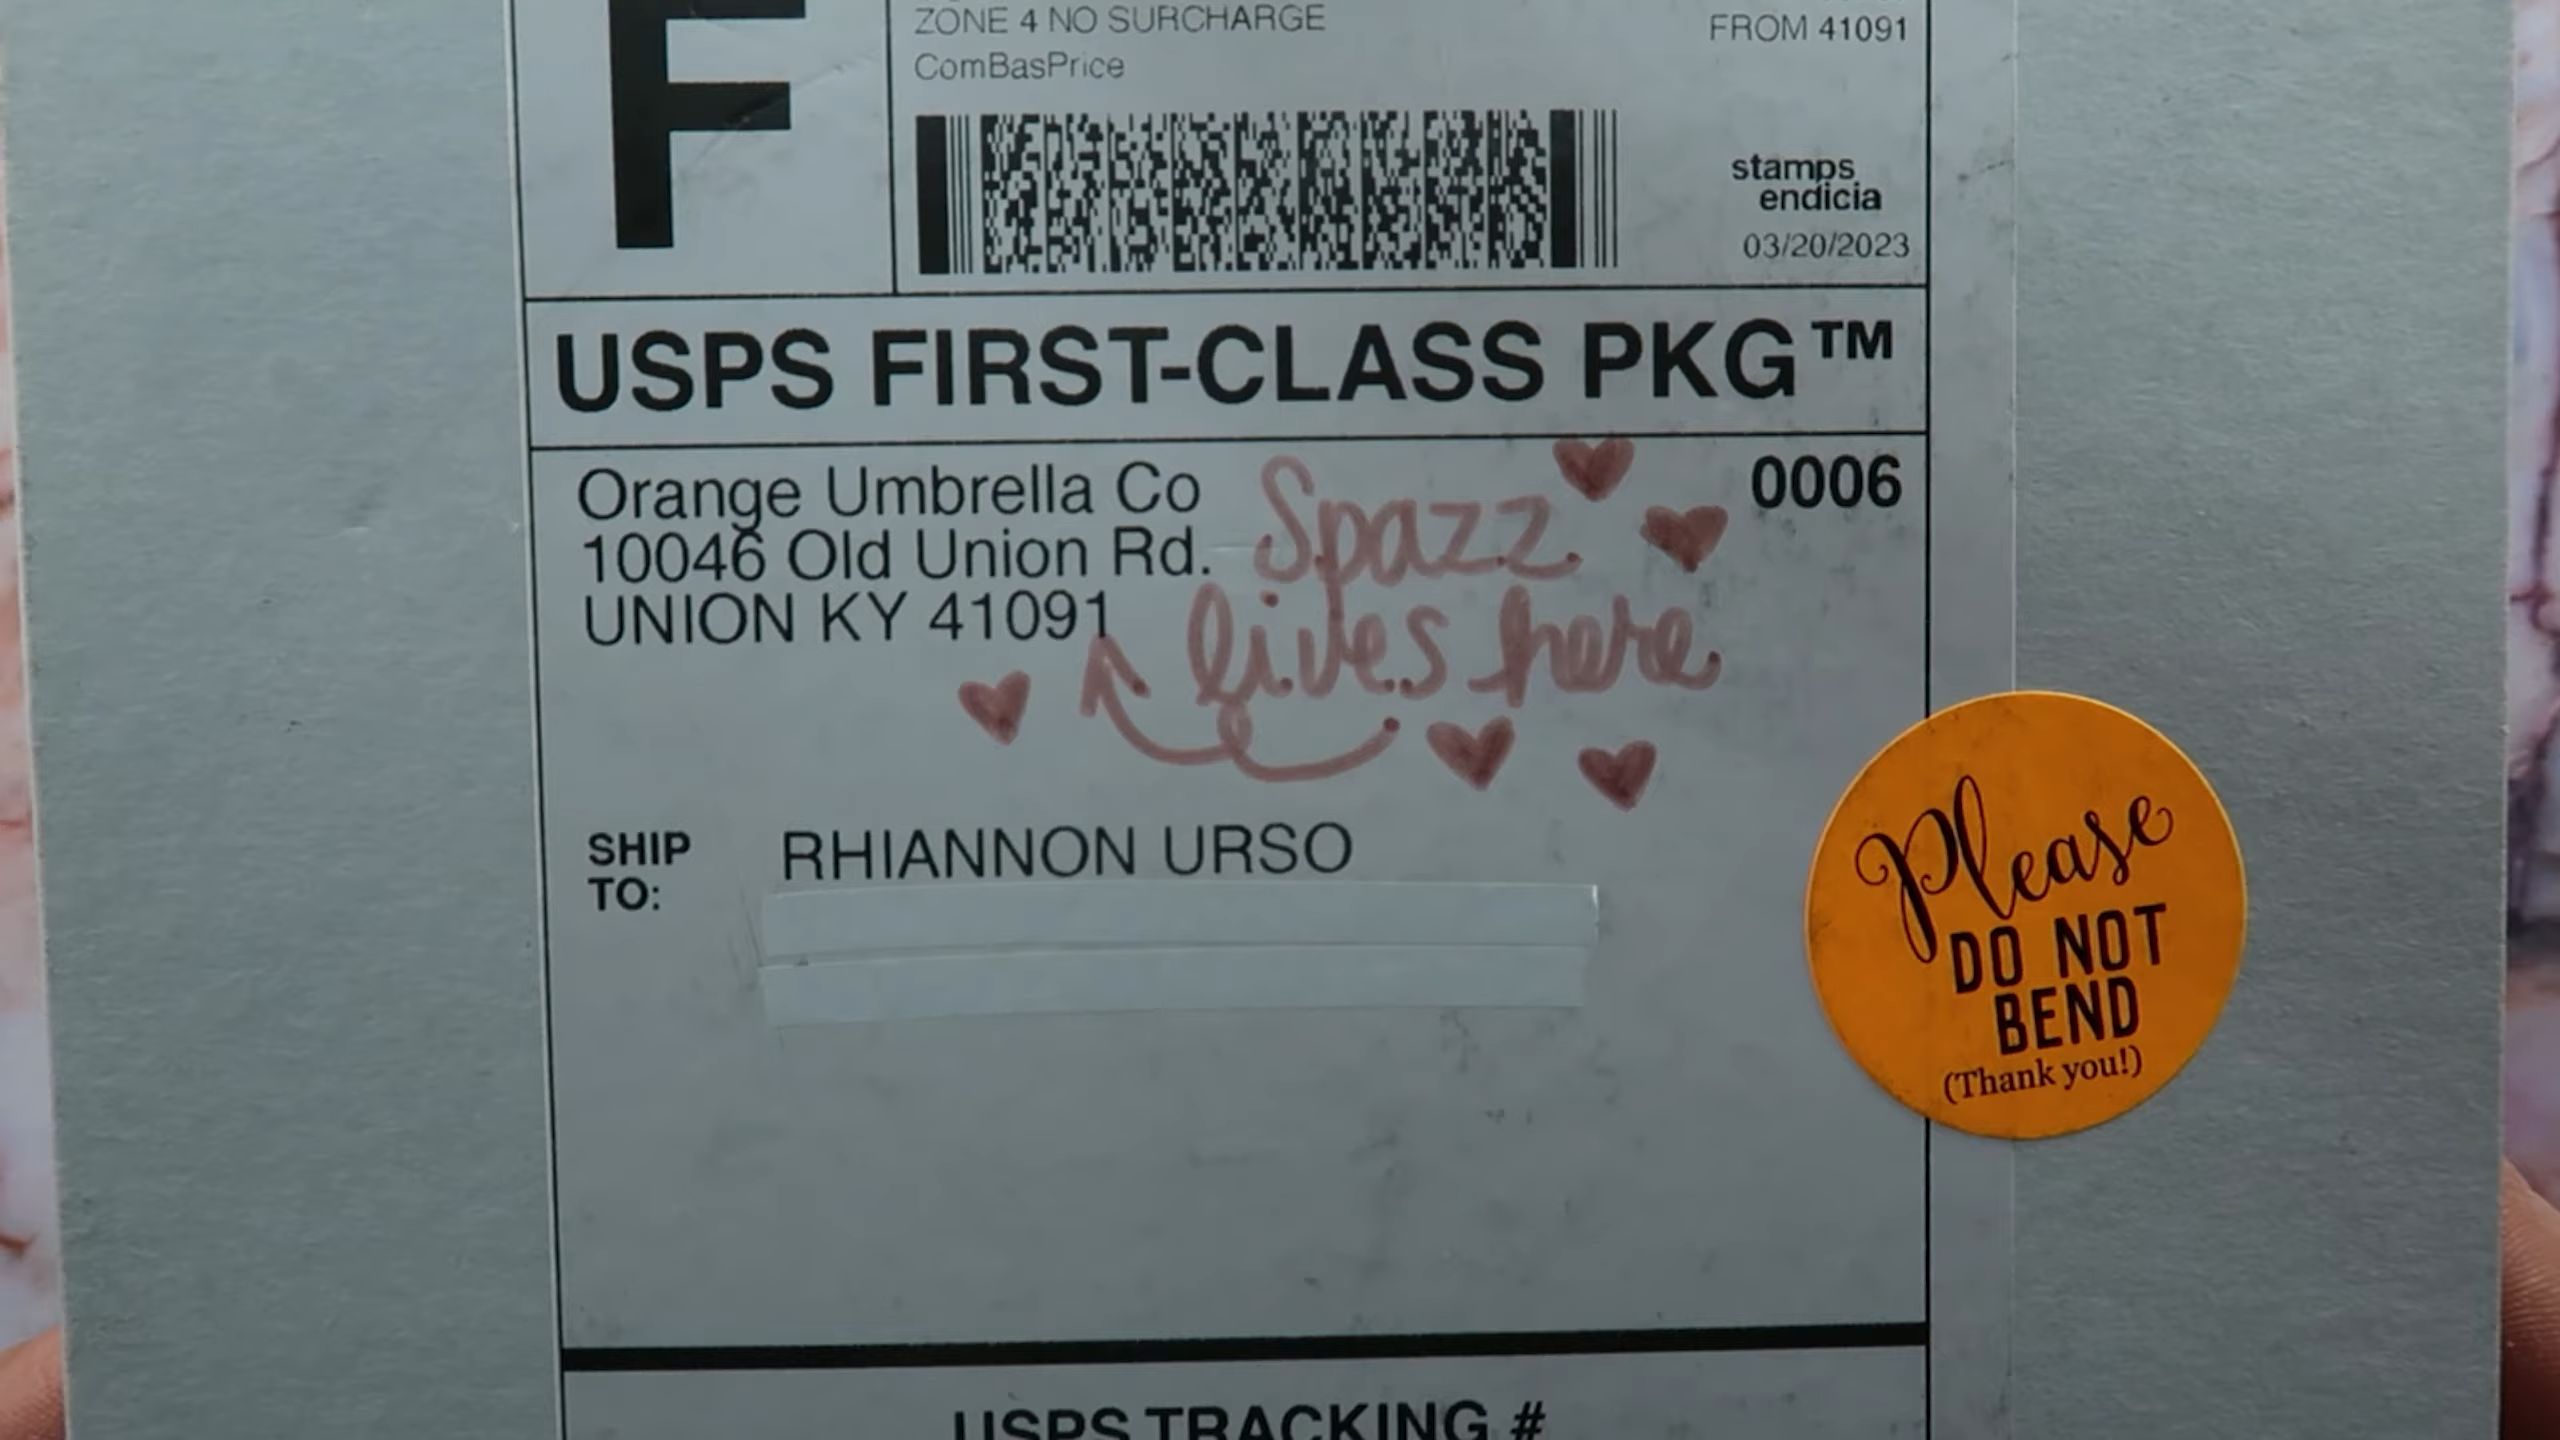 F
ZONE 4 NO SURCHARGE
FROM 41091
ComBasPrice
stamps
endicia
03/20/2023
USPS FIRST-CLASS PKG™
Orange Umbrella Co
10046 Old Union Rd.
UNION KY 41091
Spazz
lives here
0006
SHIP
TO:
RHIANNON URSO
Please
DO NOT
BEND
(Thank you!)
USPS TRACKING #